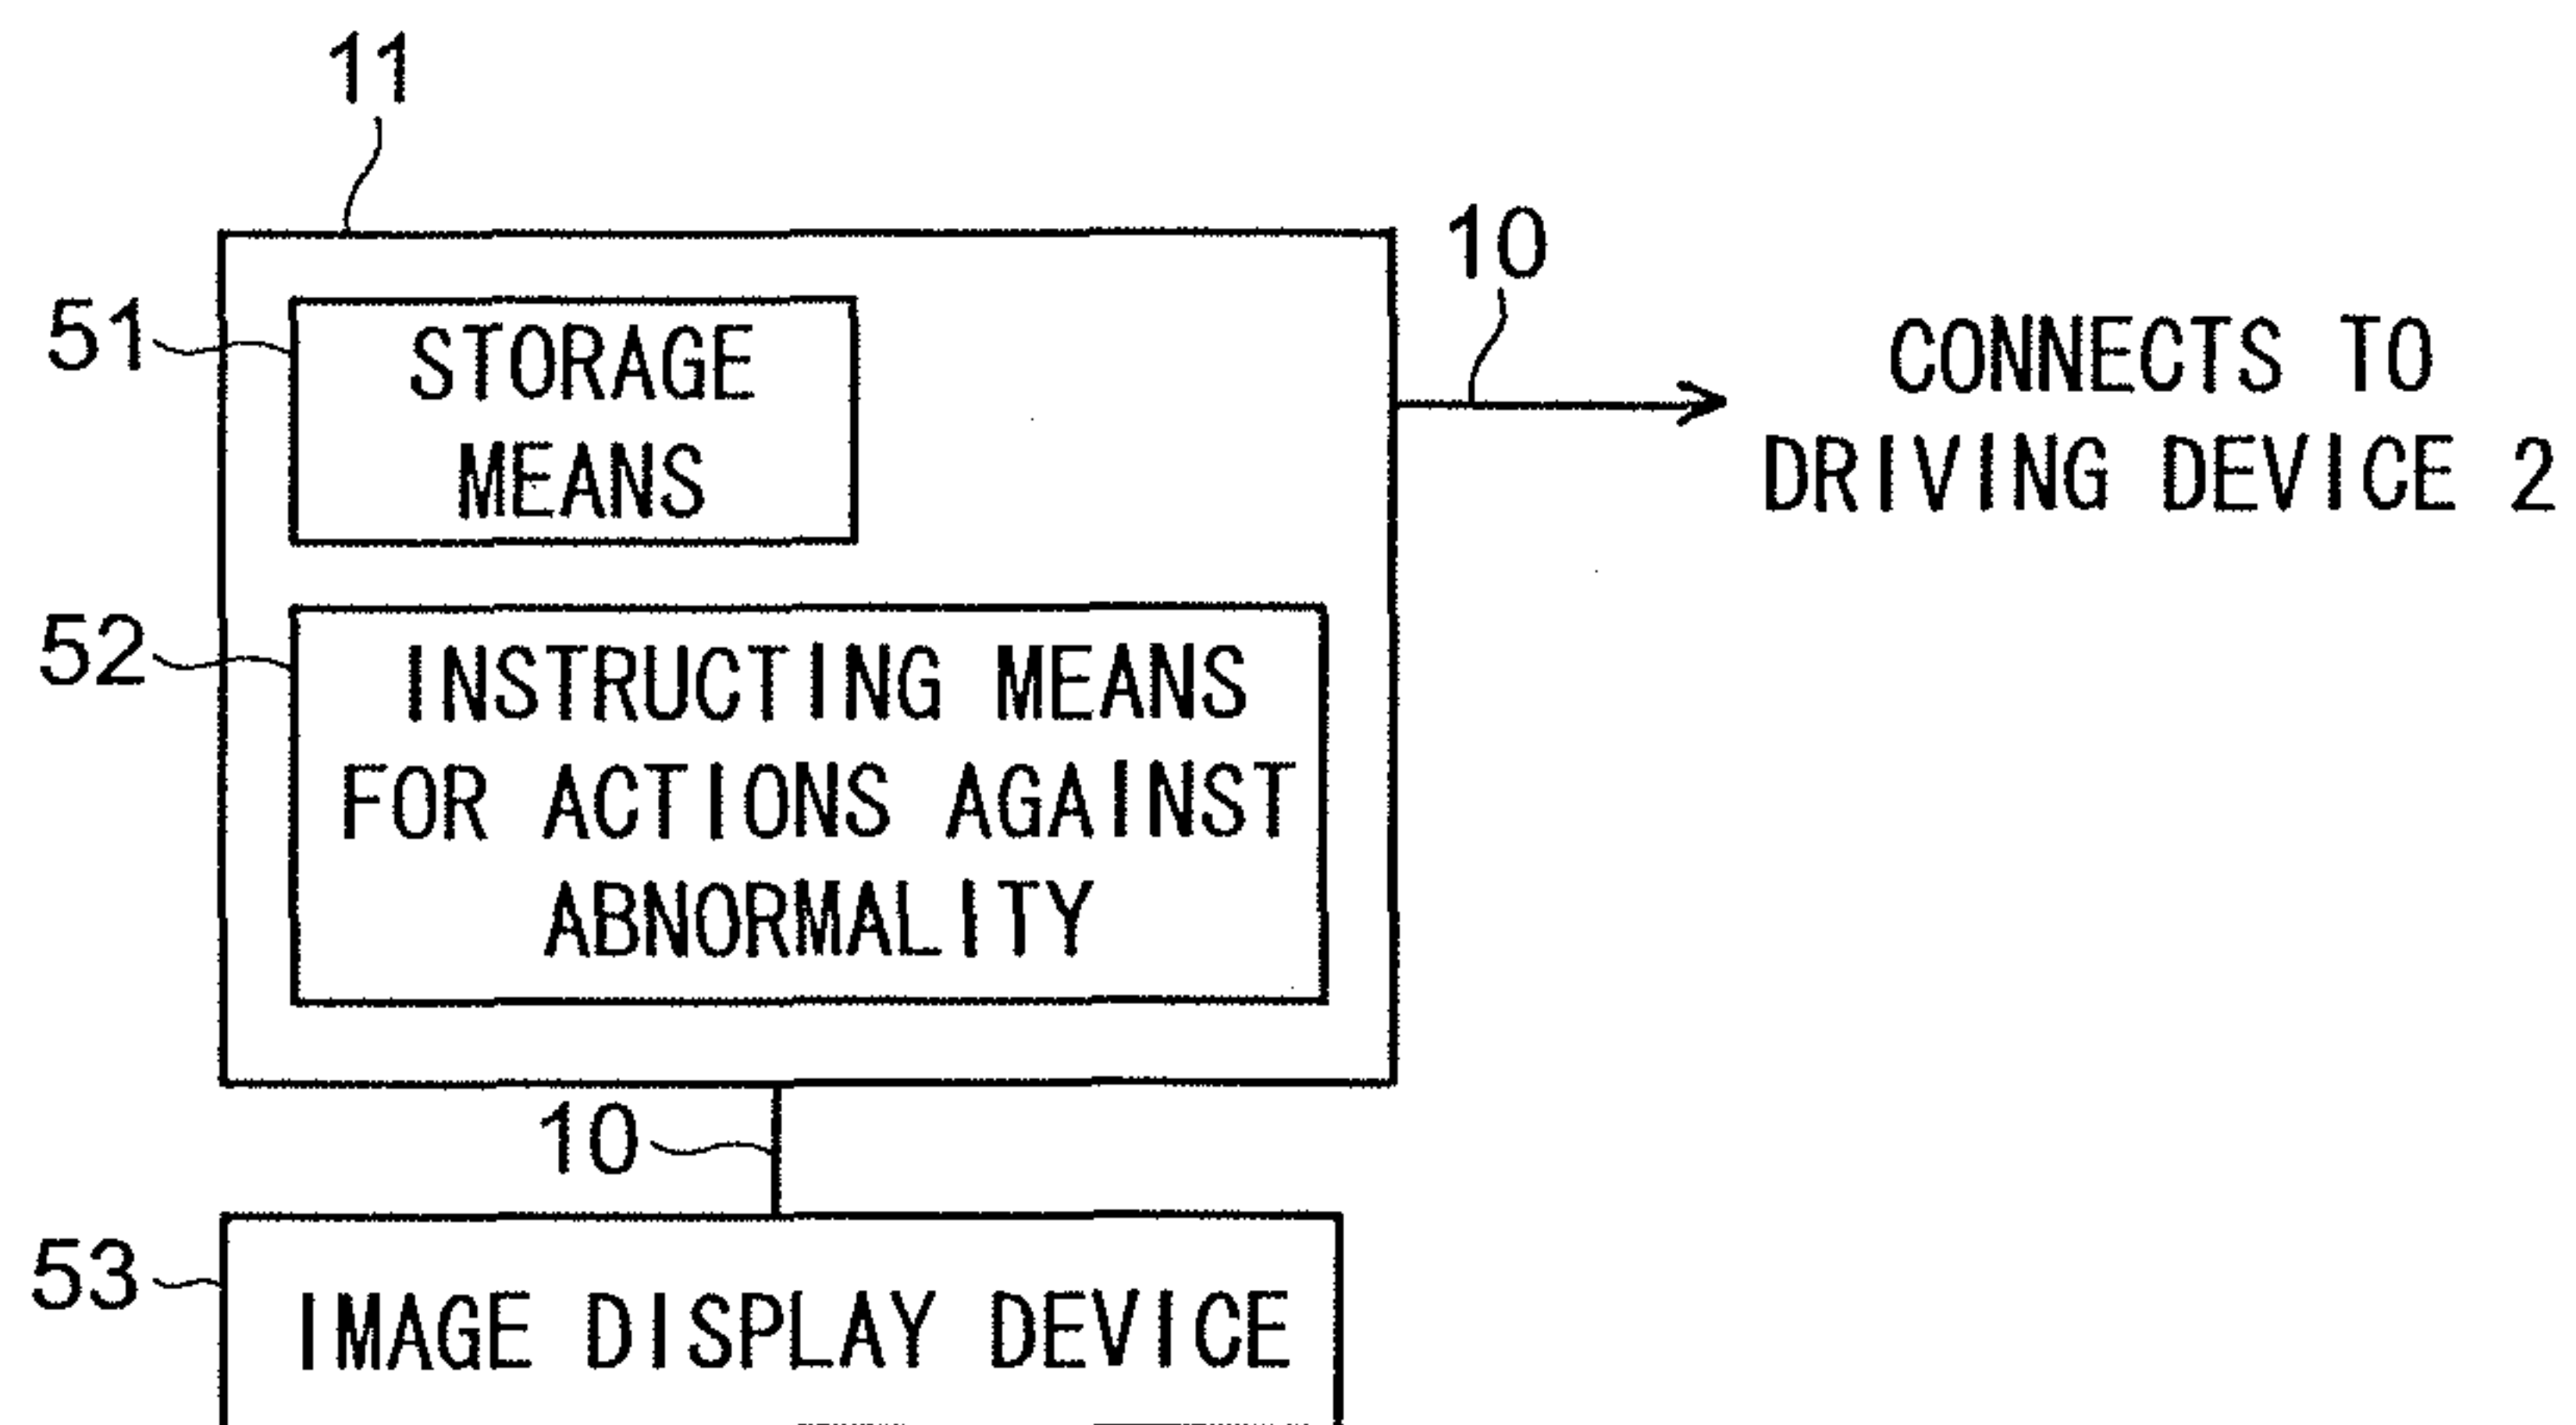 11
10
51
STORAGE
MEANS
CONNECTS TO
DRIVING DEVICE 2
52
INSTRUCTING MEANS
FOR ACTIONS AGAINST
ABNORMALITY
10
53
IMAGE DISPLAY DEVICE